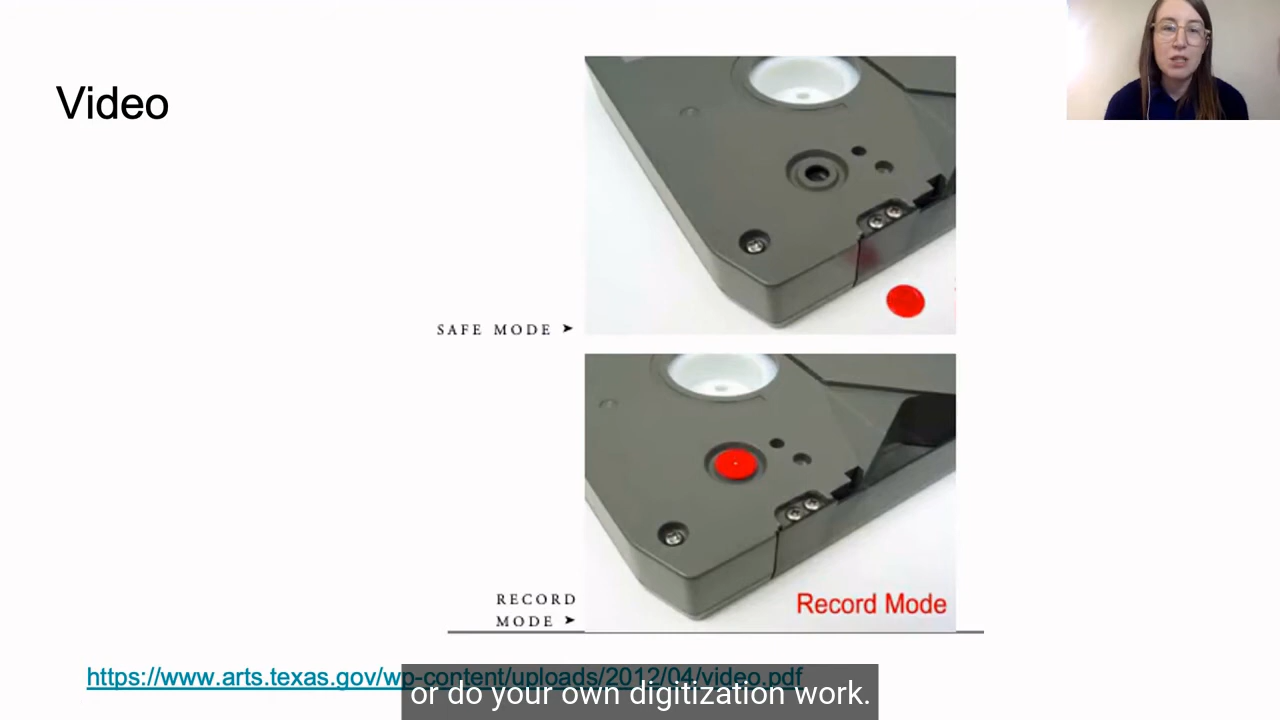 Video
SAFE MODE ➤
RECORD
MODE ➤
Record Mode
https://www.arts.texas.gov/wp-content/uploads/2012/04/video.pdf
or do your own digitization work.